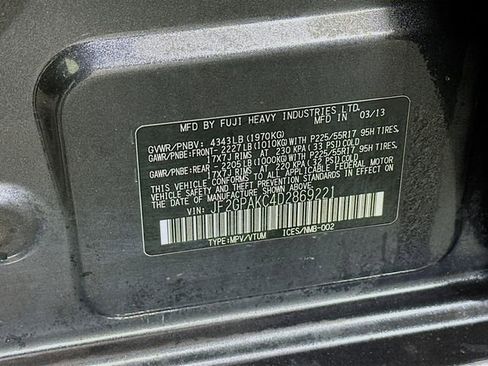 MFD BY FUJI HEAVY INDUSTRIES LTD.
MFD IN 03/13
GVWR/PNBV: 4343LB (1970KG)
GAWR/PNBE:FRONT- 2227LB (1010KG) WITH P225/55R17 95H TIRES,
17X7J RIMS AT 230 KPA (33 PSI) COLD
GAWR/PNBE:REAR - 2205LB (1000KG) WITH P225/55R17 95H TIRES,
17X7J RIMS AT 220 KPA (32 PSI) COLD
THIS VEHICLE CONFORMS TO ALL APPLICABLE FEDERAL MOTOR
VEHICLE SAFETY STANDARDS IN EFFECT ON THE DATE OF
MANUFACTURE SHOWN ABOVE.
VIN : JF2GPAKC4D2869221
TYPE:MPV/VTUM ICES/NMB-002